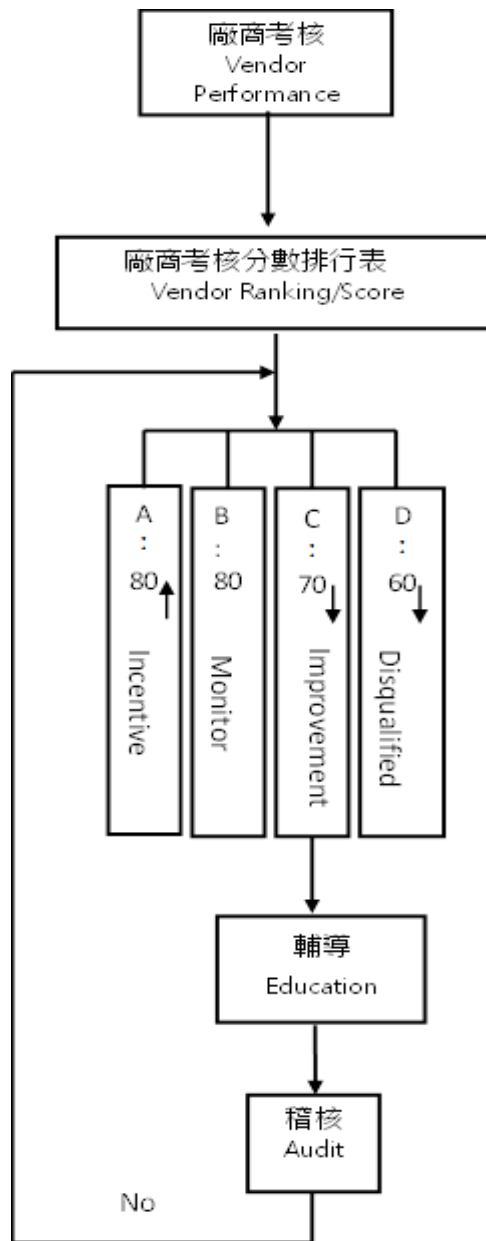 廠商考核
Vendor
Performance
廠商考核分數排行表
Vendor Ranking/Score
A
:
80
Incentive
B
:
80
Monitor
C
:
70
Improvement
D
:
60
Disqualified
輔導
Education
稽核
Audit
No